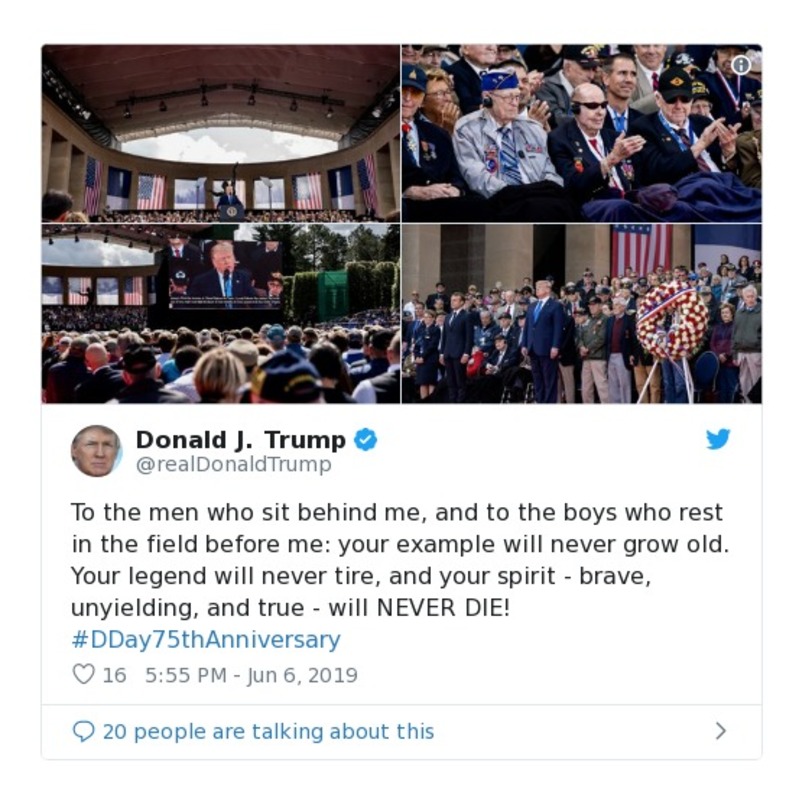 Donald J. Trump
@realDonaldTrump
To the men who sit behind me, and to the boys who rest
in the field before me: your example will never grow old.
Your legend will never tire, and your spirit - brave,
unyielding, and true - will NEVER DIE!
#DDay75thAnniversary
16 5:55 PM - Jun 6, 2019
20 people are talking about this